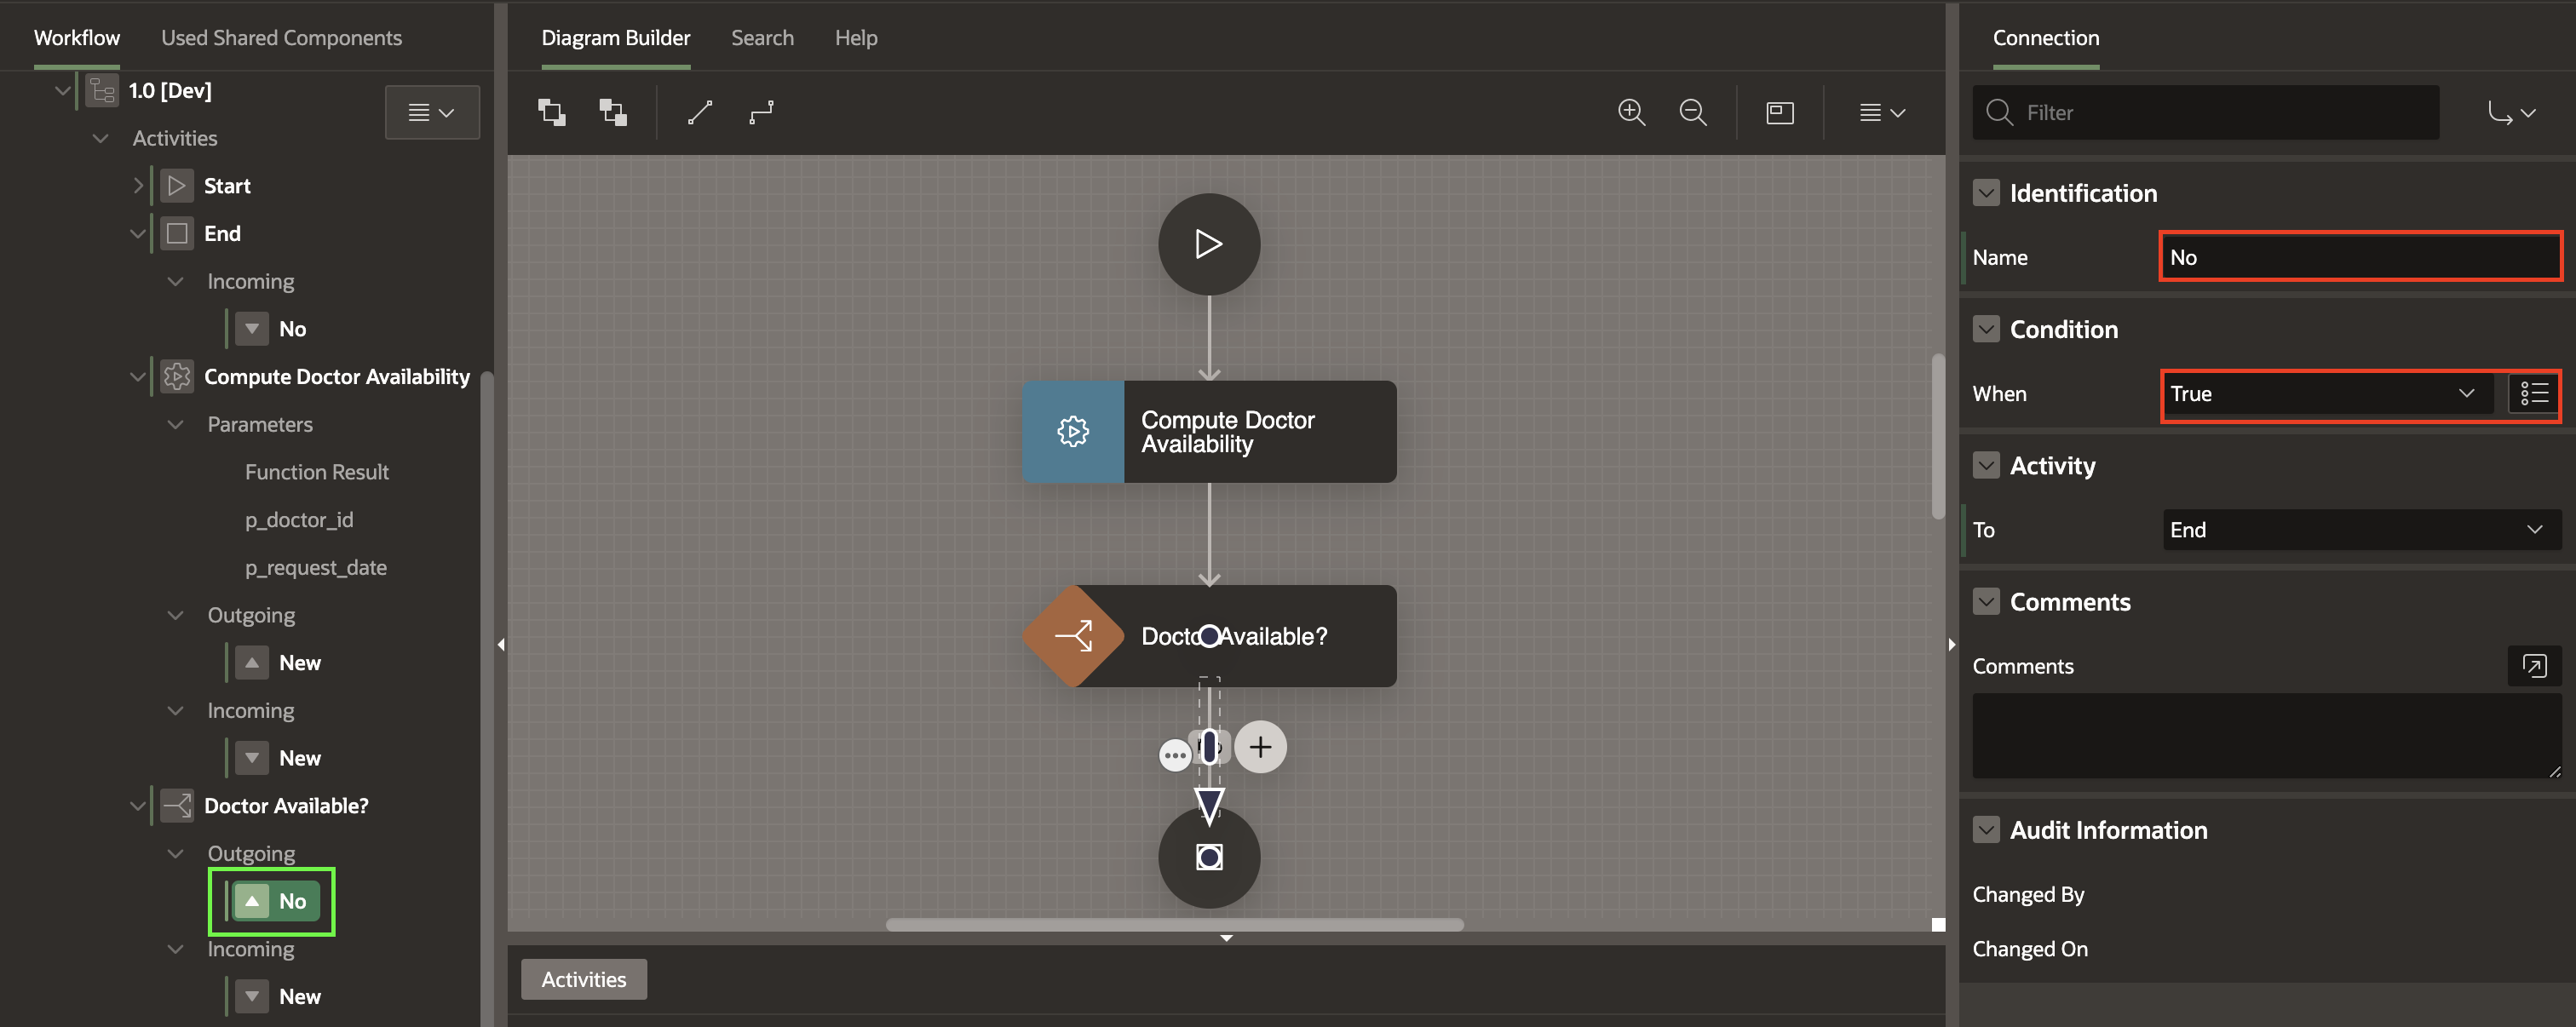 Workflow
Used Shared Components
1.0 [Dev]
Activities
Start
End
Incoming
No
Compute Doctor Availability
Parameters
Function Result
p_doctor_id
p_request_date
Outgoing
New
Incoming
New
Doctor Available?
Outgoing
No
Incoming
New
Diagram Builder
Search
Help
Compute Doctor
Availability
Doctor Available?
Activities
Connection
Filter
Identification
Name
No
Condition
When
True
Activity
To
End
Comments
Comments
Audit Information
Changed By
Changed On